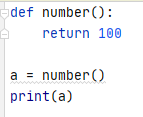 def number():
    return 100

a = number()
print(a)